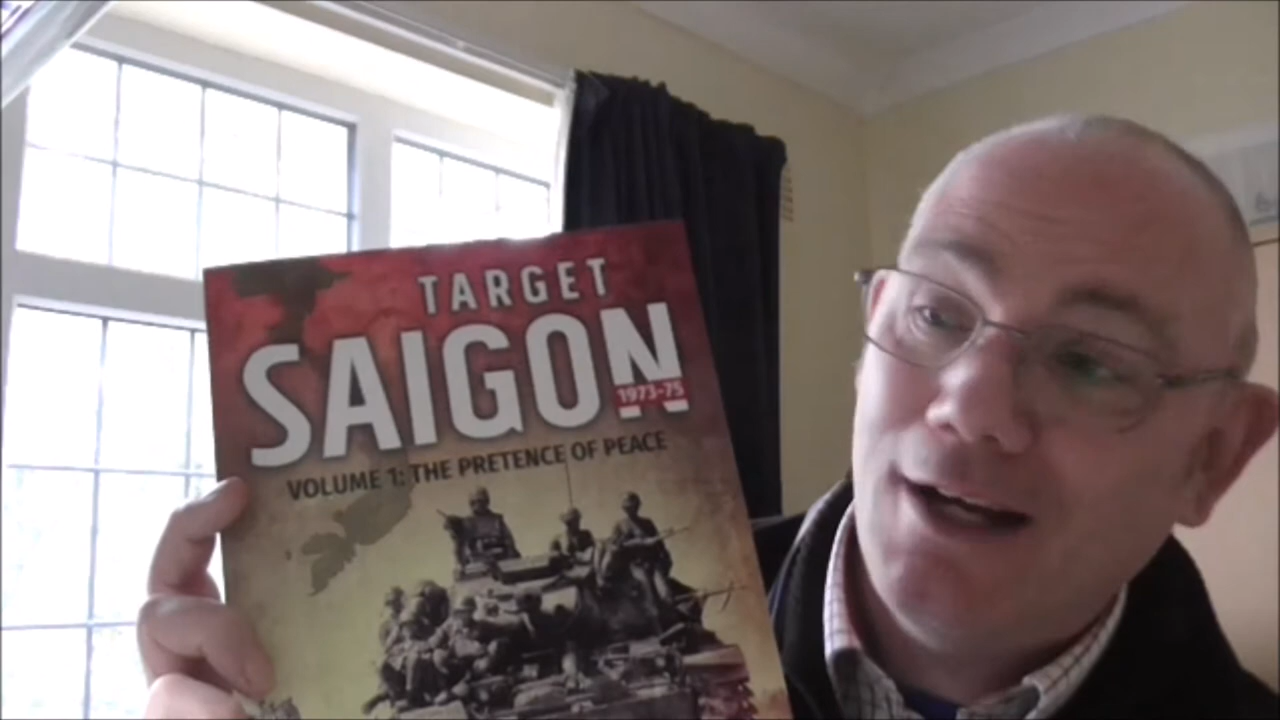 TARGET
SAIGON
1973-75
VOLUME 1: THE PRETENCE OF PEACE